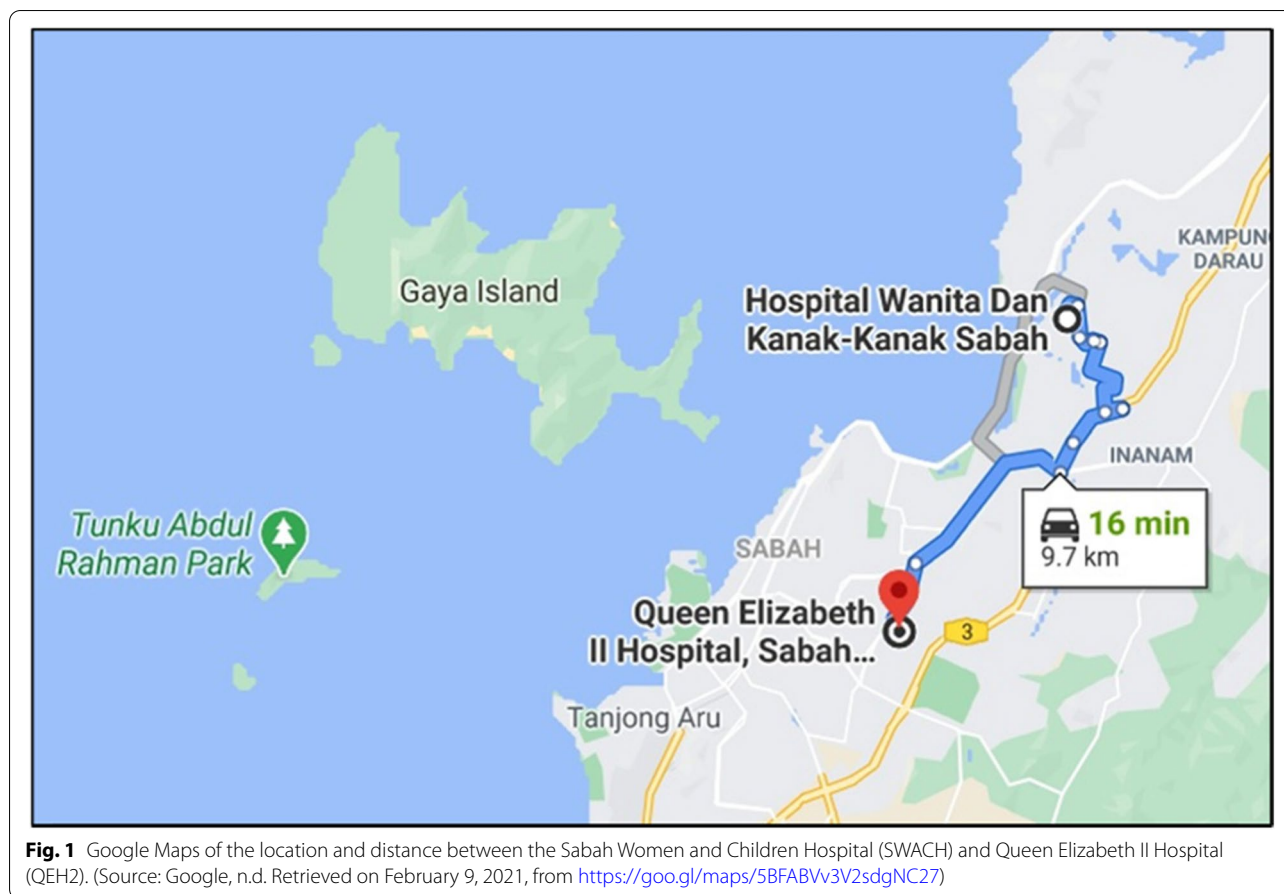 KAMPUN
DARAU
Gaya Island
Hospital Wanita Dan
Kanak-Kanak Sabah
INANAM
Tunku Abdul
Rahman Park
SABAH
16 min
9.7 km
Queen Elizabeth
II Hospital, Sabah...
3
Tanjong Aru
Fig. 1 Google Maps of the location and distance between the Sabah Women and Children Hospital (SWACH) and Queen Elizabeth II Hospital
(QEH2). (Source: Google, n.d. Retrieved on February 9, 2021, from https://goo.gl/maps/5BFABVv3V2sdgNC27)